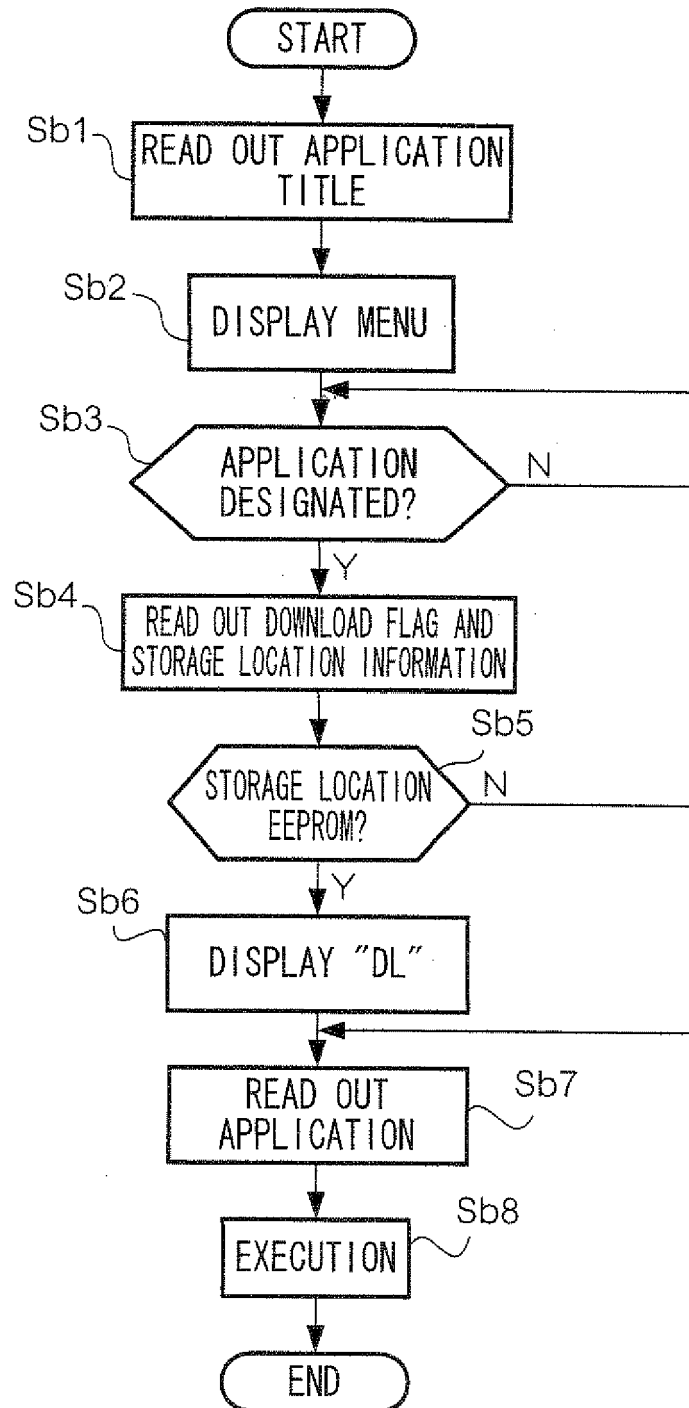 START
Sb1
READ OUT APPLICATION
TITLE
Sb2
DISPLAY MENU
Sb3
APPLICATION
DESIGNATED?
N
Y
Sb4
READ OUT DOWNLOAD FLAG AND
STORAGE LOCATION INFORMATION
Sb5
STORAGE LOCATION
EEPROM?
N
Y
Sb6
DISPLAY "DL"
Sb7
READ OUT
APPLICATION
Sb8
EXECUTION
END